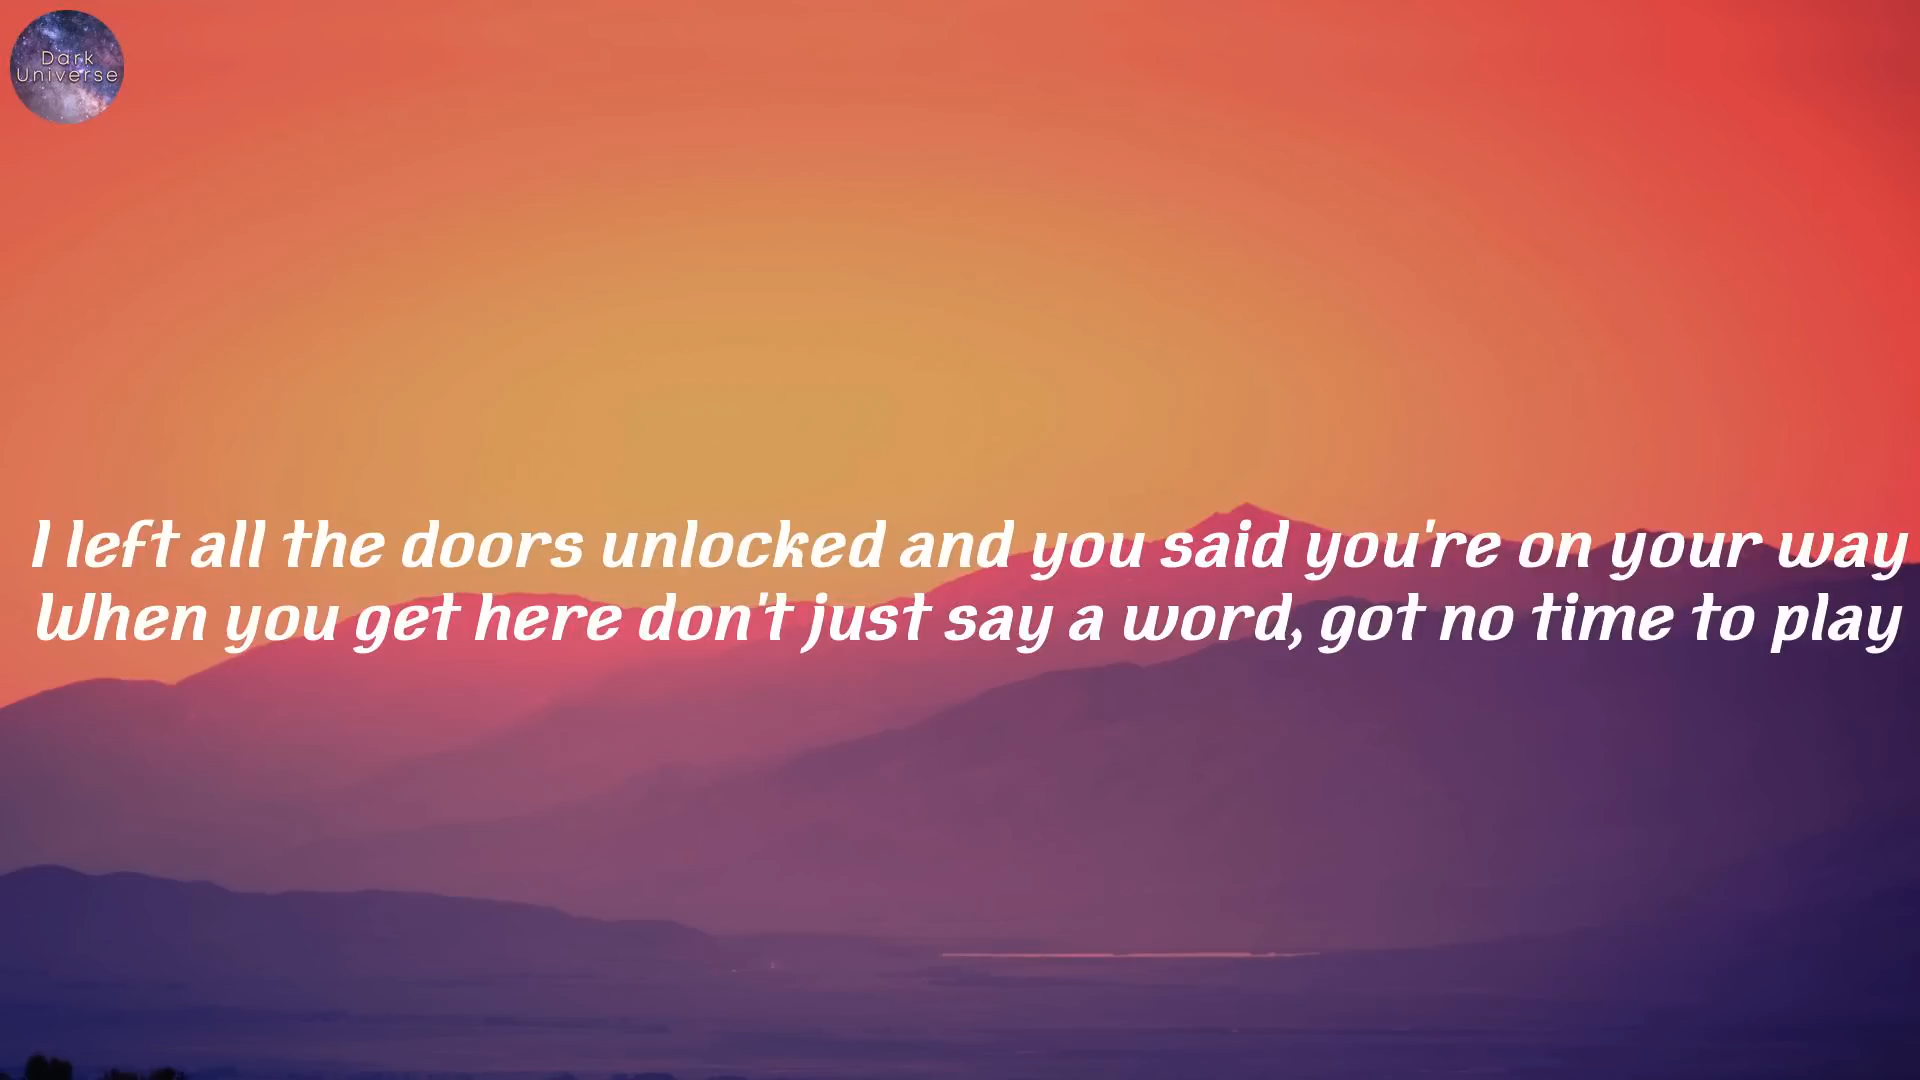 Dark
Universe
I left all the doors unlocked and you said you're on your way
When you get here don't just say a word, got no time to play